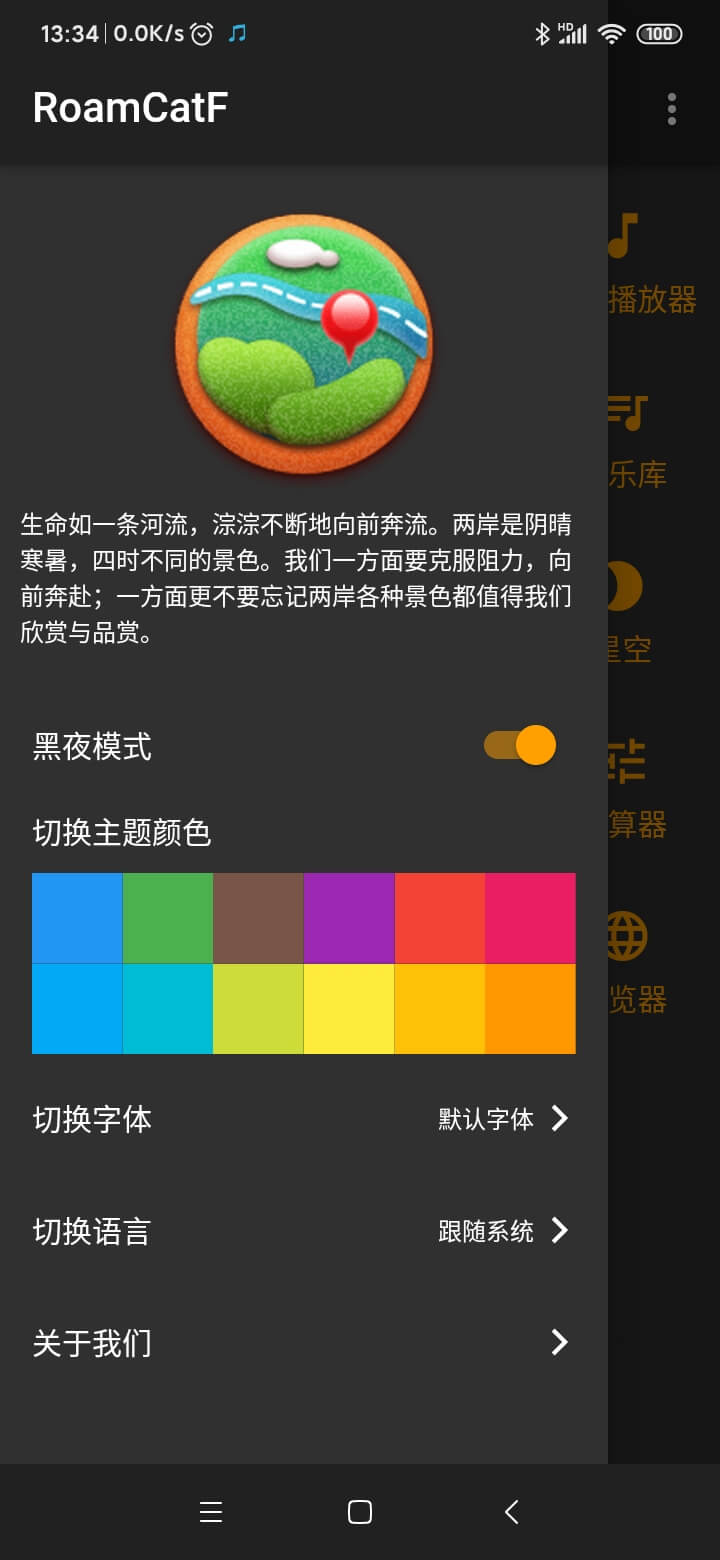 13:34 0.0K/s HD 100
RoamCatF
播放器
乐库
生命如一条河流，淙淙不断地向前奔流。两岸是阴晴
寒暑，四时不同的景色。我们一方面要克服阻力，向
前奔赴；一方面更不要忘记两岸各种景色都值得我们
欣赏与品赏。
星空
黑夜模式
算器
切换主题颜色
览器
切换字体 默认字体
切换语言 跟随系统
关于我们